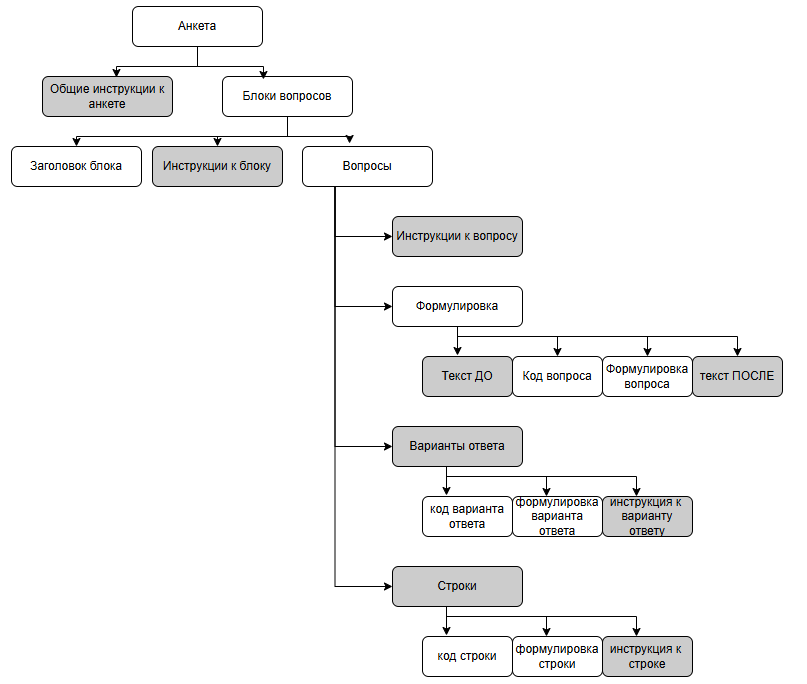 Анкета
Общие инструкции к
анкете
Блоки вопросов
Заголовок блока
Инструкции к блоку
Вопросы
Инструкции к вопросу
Формулировка
Текст ДО
Код вопроса
Формулировка
вопроса
текст ПОСЛЕ
Варианты ответа
код варианта
ответа
формулировка
варианта
ответа
инструкция к
варианту
ответу
Строки
код строки
формулировка
строки
инструкция к
строке